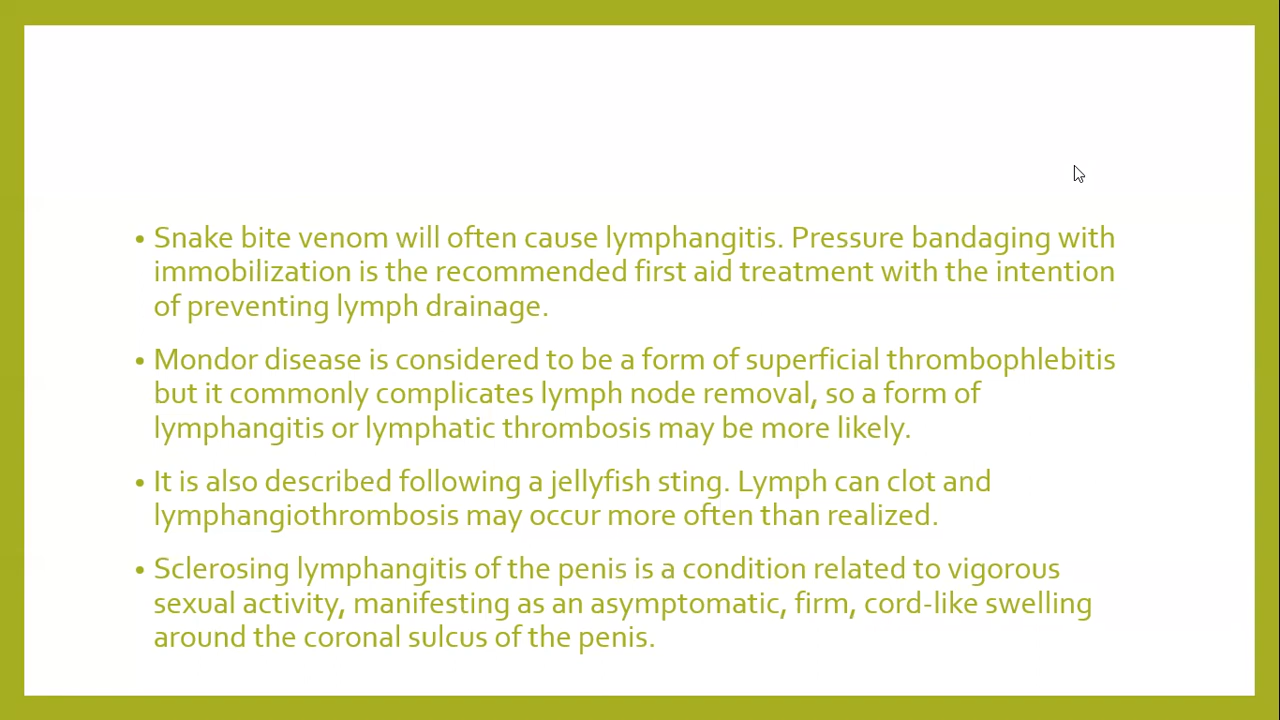 • Snake bite venom will often cause lymphangitis. Pressure bandaging with
immobilization is the recommended first aid treatment with the intention
of preventing lymph drainage.
• Mondor disease is considered to be a form of superficial thrombophlebitis
but it commonly complicates lymph node removal, so a form of
lymphangitis or lymphatic thrombosis may be more likely.
• It is also described following a jellyfish sting. Lymph can clot and
lymphangiothrombosis may occur more often than realized.
• Sclerosing lymphangitis of the penis is a condition related to vigorous
sexual activity, manifesting as an asymptomatic, firm, cord-like swelling
around the coronal sulcus of the penis.